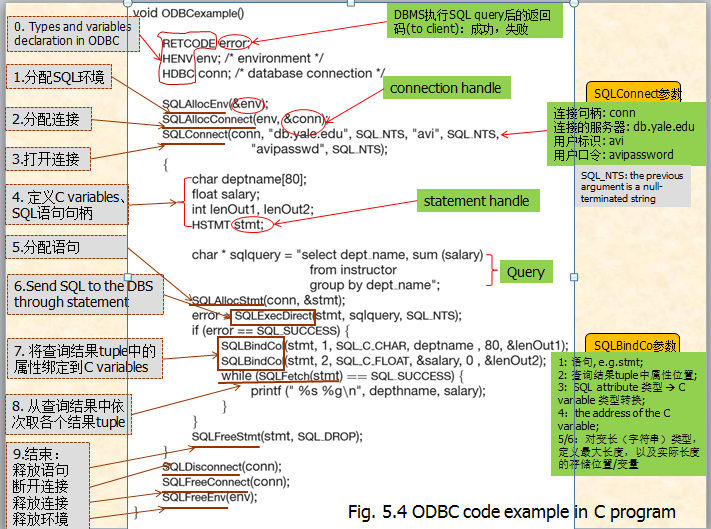 void ODBCexample()
{
0. Types and variables
declaration in ODBC
RETCODE error;
HENV env; /* environment */
HDBC conn; /* database connection */
DBMS执行SQL query后的返回
码(to client)：成功，失败
1.分配SQL环境
SQLAllocEnv(&env);
2.分配连接
SQLAllocConnect(env, &conn);
connection handle
3.打开连接
SQLConnect(conn, "db.yale.edu", SQL_NTS, "avi", SQL_NTS,
"avipasswd", SQL_NTS);
SQLConnect参数
连接句柄: conn
连接的服务器: db.yale.edu
用户标识: avi
用户口令: avipassword
SQL_NTS: the previous
argument is a null-
terminated string
{
4. 定义C variables、
SQL语句句柄
char deptname[80];
float salary;
int lenOut1, lenOut2;
HSTMT stmt;
statement handle
5.分配语句
char * sqlquery = "select dept_name, sum (salary)
from instructor
group by dept_name";
Query
SQLAllocStmt(conn, &stmt);
6.Send SQL to the DBS
through statement
error = SQLExecDirect(stmt, sqlquery, SQL_NTS);
if (error == SQL_SUCCESS) {
7. 将查询结果tuple中的
属性绑定到C variables
SQLBindCol(stmt, 1, SQL_C_CHAR, deptname , 80, &lenOut1);
SQLBindCol(stmt, 2, SQL_C_FLOAT, &salary, 0 , &lenOut2);
SQLBindCo参数
1: 语句, e.g.stmt;
2: 查询结果tuple中属性位置;
3: SQL attribute 类型 → C
variable 类型转换;
4: the address of the C
variable;
5/6: 对变长（字符串）类型，
定义最大长度，以及实际长度
的存储位置/变量
while (SQLFetch(stmt) == SQL_SUCCESS) {
8. 从查询结果中依
次取各个结果tuple
printf (" %s %g\n", depthname, salary);
}
}
SQLFreeStmt(stmt, SQL_DROP);
}
9.结束：
释放语句
断开连接
释放连接
释放环境
SQLDisconnect(conn);
SQLFreeConnect(conn);
SQLFreeEnv(env);
}
Fig. 5.4 ODBC code example in C program